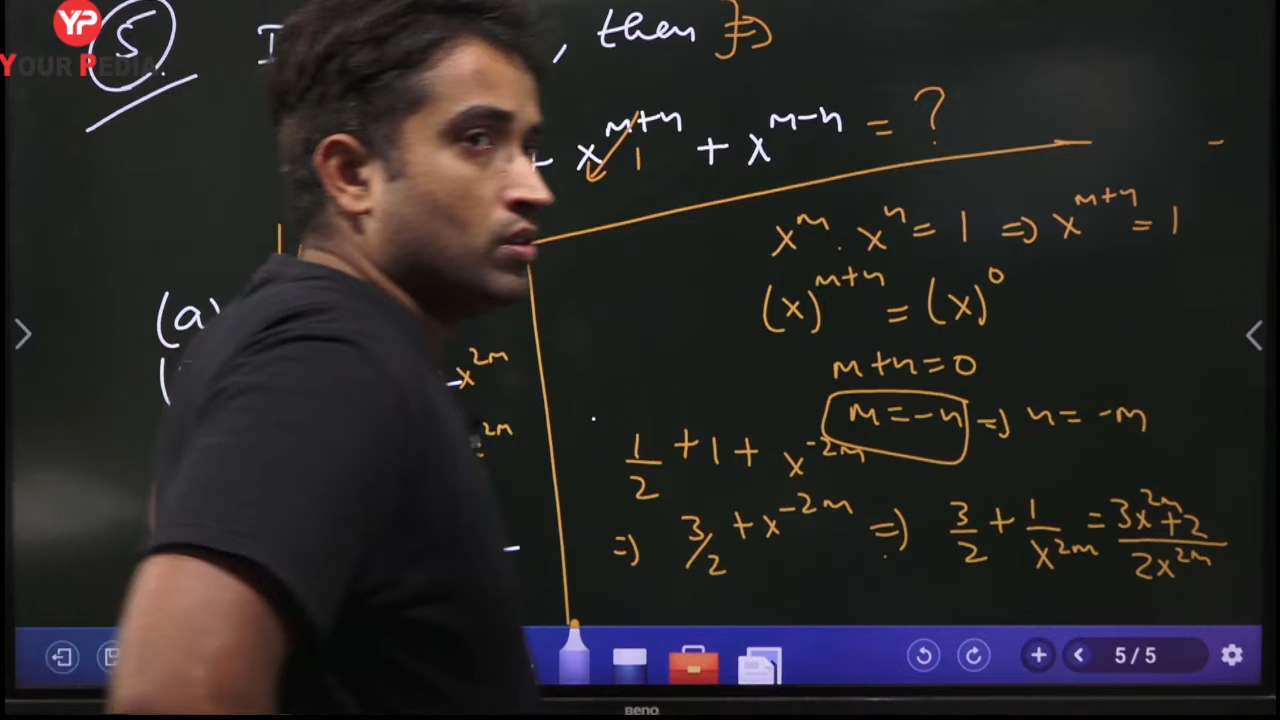 YP
YOUR PEDIA
5 I , then }⇒
x^{m+n} + x^{m-n} = ?
1
x^m . x^n = 1 ⇒ x^{m+n} = 1
(x)^{m+n} = (x)^0
m+n=0
m=-n ⇒ n=-m
1/2 + 1 + x^{-2m}
⇒ 3/2 + x^{-2m} ⇒ 3/2 + 1/x^{2m} = 3x^{2m}+2/2x^{2m}
(a)
x^{2m}
2m
5/5
BENQ